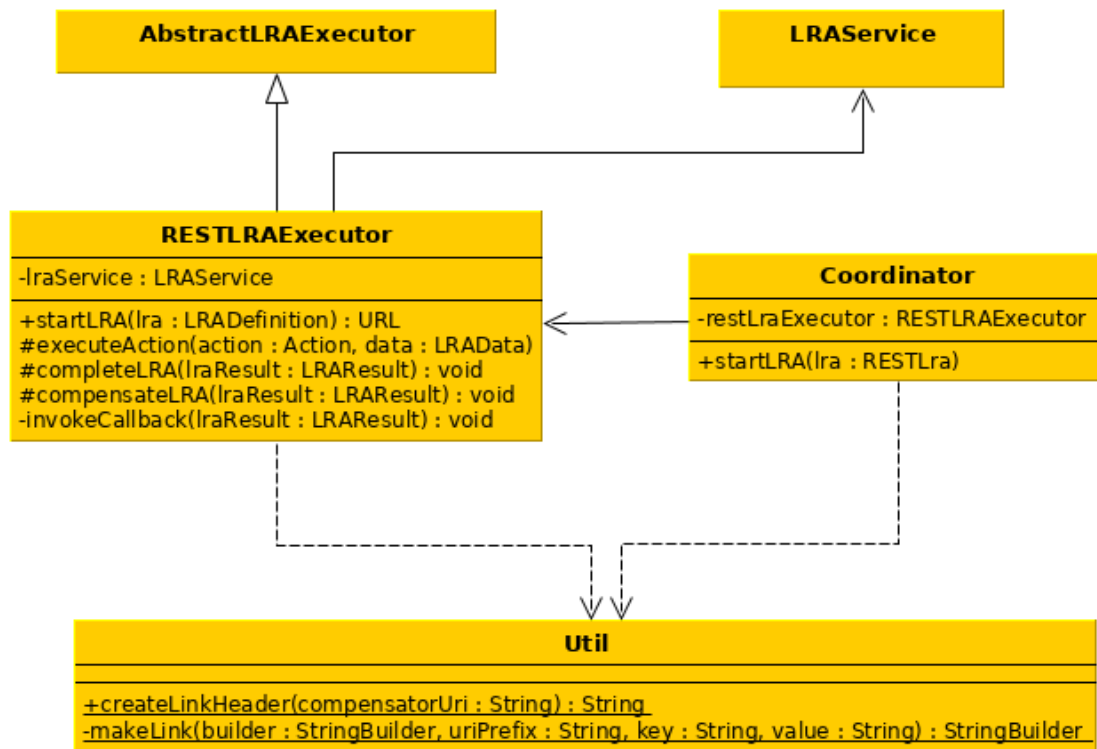 AbstractLRAExecutor
LRAService
RESTLRAExecutor
-lraService : LRAService
+startLRA(lra : LRADefinition) : URL
#executeAction(action : Action, data : LRAData)
#completeLRA(lraResult : LRAResult) : void
#compensateLRA(lraResult : LRAResult) : void
-invokeCallback(lraResult : LRAResult) : void
Coordinator
-restLraExecutor : RESTLRAExecutor
+startLRA(lra : RESTLra)
Util
+createLinkHeader(compensatorUri : String) : String
-makeLink(builder : StringBuilder, uriPrefix : String, key : String, value : String) : StringBuilder